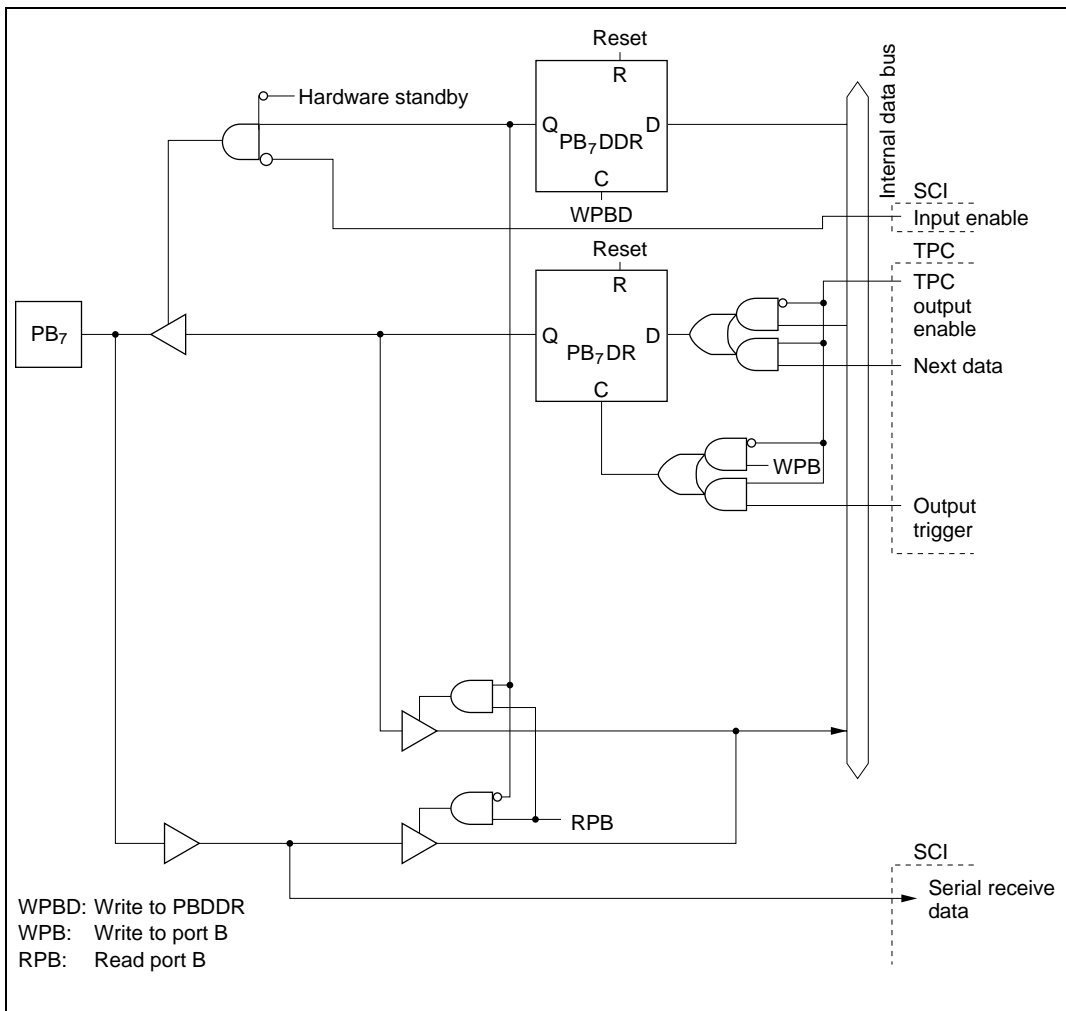 Reset
R
Hardware standby
Q
D
PB7DDR
C
WPBD
Internal data bus
SCI
Input enable
TPC
TPC
output
enable
Reset
R
PB7
Q
D
PB7DR
C
Next data
WPB
Output
trigger
RPB
SCI
Serial receive
data
WPBD: Write to PBDDR
WPB: Write to port B
RPB: Read port B